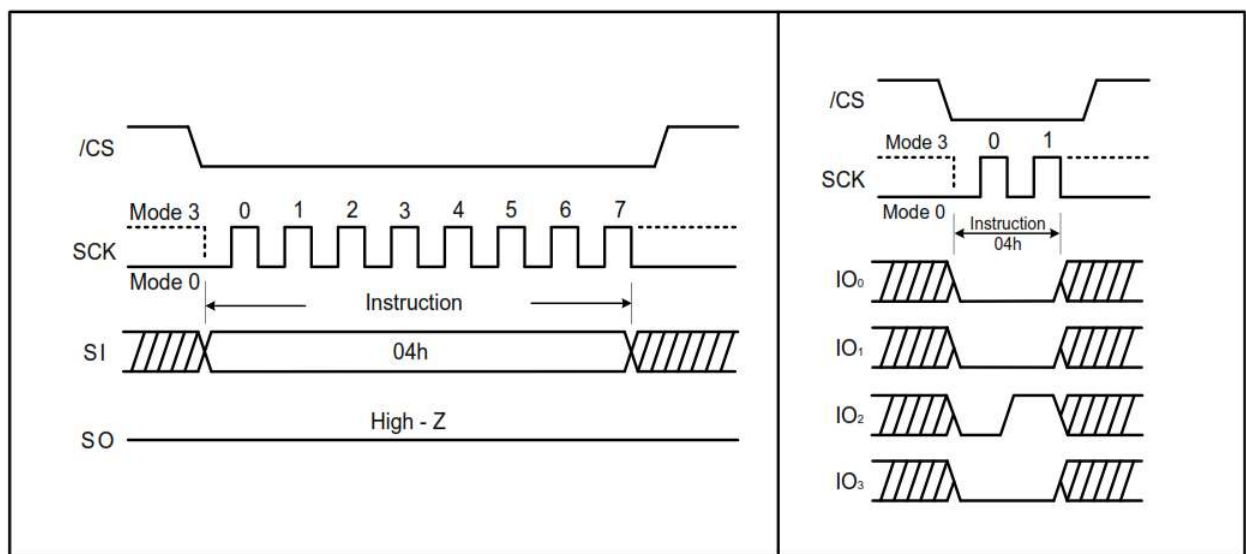 /CS
Mode 3 0 1 2 3 4 5 6 7
SCK
Mode 0
Instruction
SI 04h
High - Z
SO
/CS
Mode 3 0 1
SCK
Mode 0
Instruction
04h
IO₀
IO₁
IO₂
IO₃